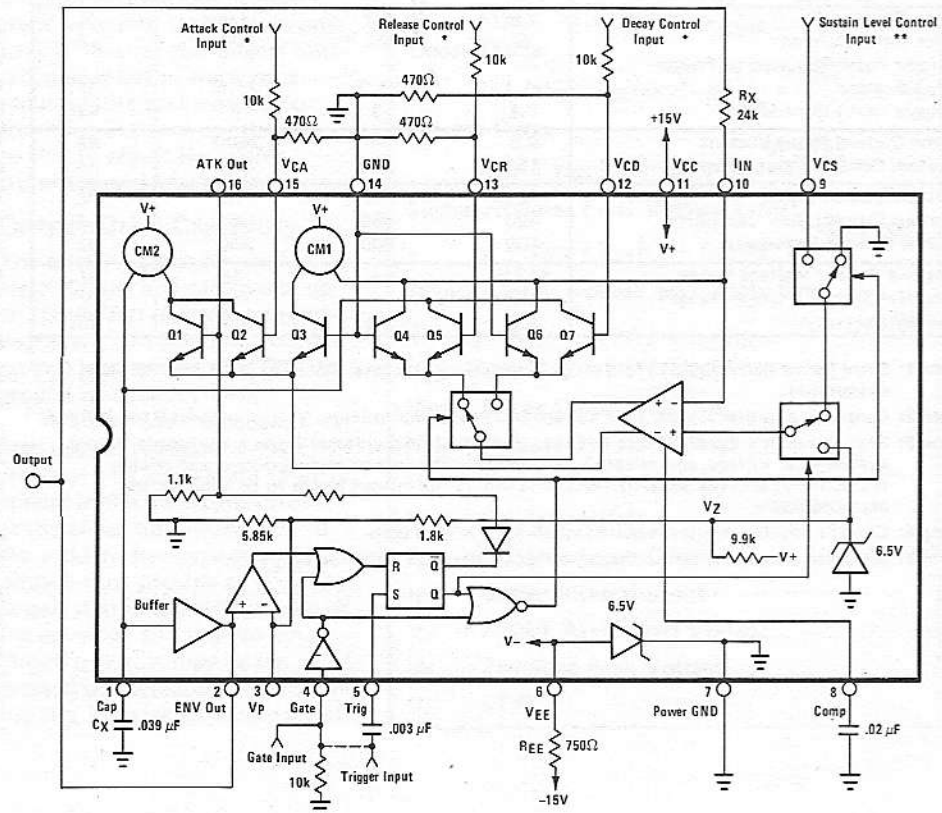 Attack Control
Input *
Release Control
Input *
Decay Control
Input *
Sustain Level Control
Input **
10k
10k
10k
470Ω
470Ω
470Ω
RX
24k
+15V
ATK Out
VCA
GND
VCR
VCD
VCC
IIN
VCS
16
15
14
13
12
11
10
9
V+
V+
V+
CM2
CM1
Q1
Q2
Q3
Q4
Q5
Q6
Q7
+
-
+
Output
1.1k
5.85k
1.8k
VZ
9.9k
V+
6.5V
Buffer
+
-
R
Q̅
S
Q
6.5V
V-
1
2
3
4
5
6
7
8
Cap
ENV Out
VP
Gate
Trig
VEE
Power GND
Comp
CX
.039 μF
.003 μF
.02 μF
Gate Input
Trigger Input
10k
REE
750Ω
-15V